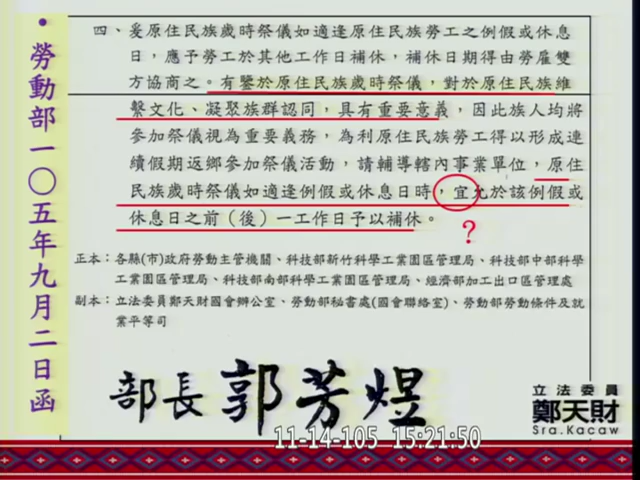 • 勞動部一〇五年九月二日函
四、爰原住民族歲時祭儀如適逢原住民族勞工之例假或休息
日，應予勞工於其他工作日補休，補休日期得由勞雇雙
方協商之。有鑒於原住民族歲時祭儀，對於原住民族維
繫文化、凝聚族群認同，具有重要意義，因此族人均將
參加祭儀視為重要義務，為利原住民族勞工得以形成連
續假期返鄉參加祭儀活動，請輔導轄內事業單位，原住
民族歲時祭儀如適逢例假或休息日時，宜允於該例假或
休息日之前（後）一工作日予以補休。
?
正本：各縣(市)政府勞動主管機關、科技部新竹科學工業園區管理局、科技部中部科學
工業園區管理局、科技部南部科學工業園區管理局、經濟部加工出口區管理處
副本：立法委員鄭天財國會辦公室、勞動部秘書處(國會聯絡室)、勞動部勞動條件及就
業平等司
部長郭芳煜
立法委員
鄭天財
Sra.Kacaw
11-14-105 15:21:50